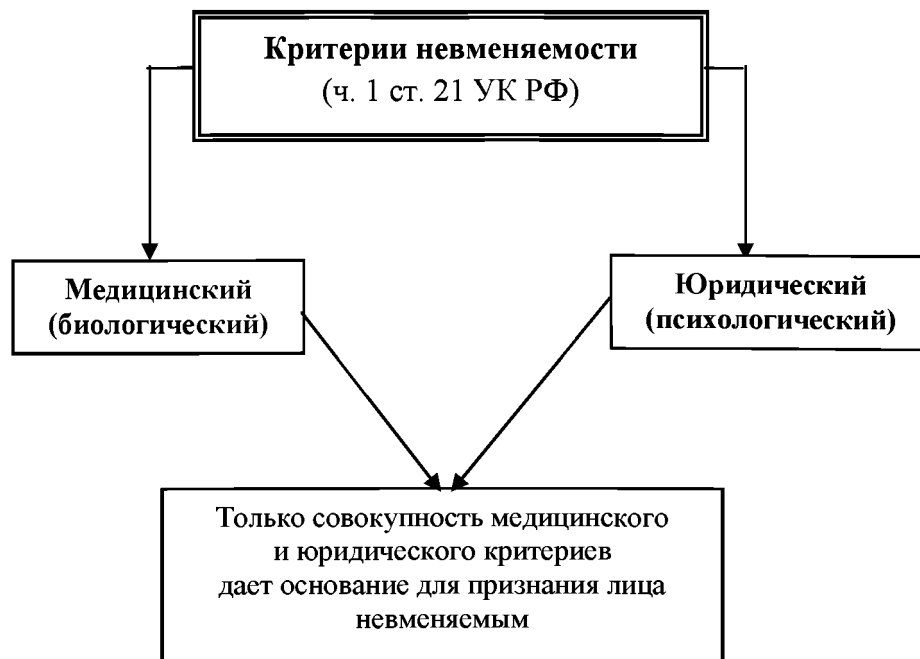 Критерии невменяемости
(ч. 1 ст. 21 УК РФ)
Медицинский
(биологический)
Юридический
(психологический)
Только совокупность медицинского
и юридического критериев
дает основание для признания лица
невменяемым